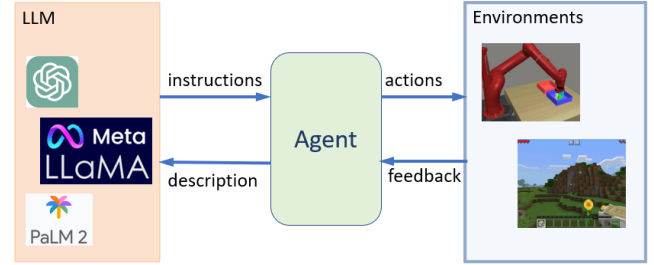 LLM
Meta
LLaMA
PaLM 2
instructions
description
Agent
actions
feedback
Environments